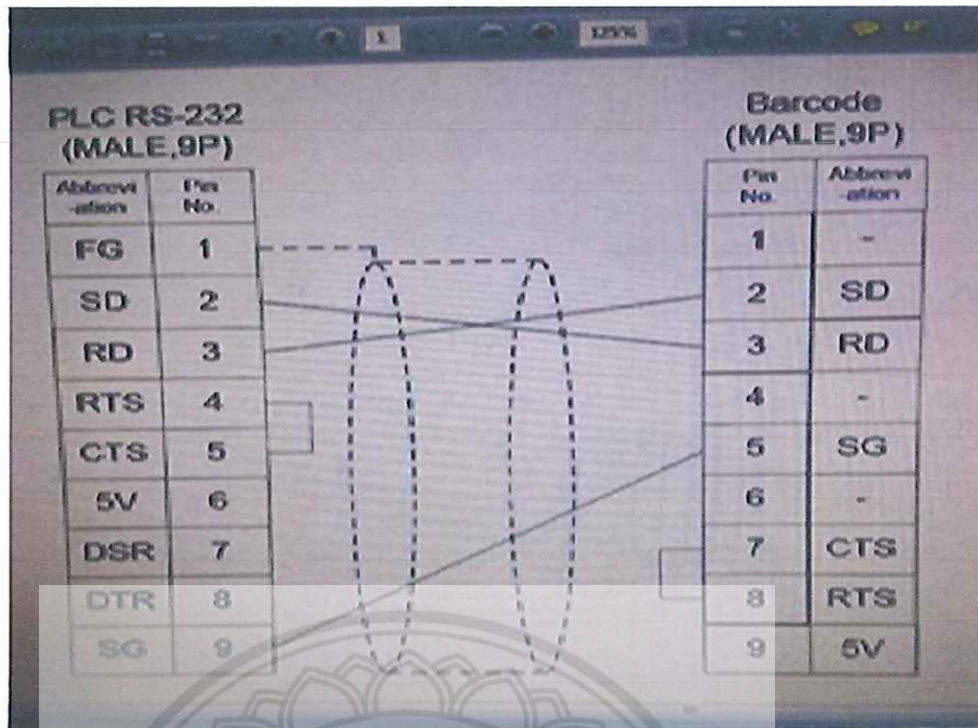 1
125%
PLC RS-232
(MALE,9P)
Abbrevi
-ation
Pin
No.
FG 1
SD 2
RD 3
RTS 4
CTS 5
5V 6
DSR 7
DTR 8
SG 9
Barcode
(MALE,9P)
Pin
No.
Abbrevi
-ation
1 -
2 SD
3 RD
4 -
5 SG
6 -
7 CTS
8 RTS
9 5V